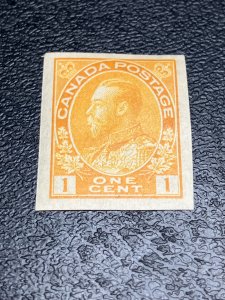 CANADA POSTAGE
1 ONE CENT 1